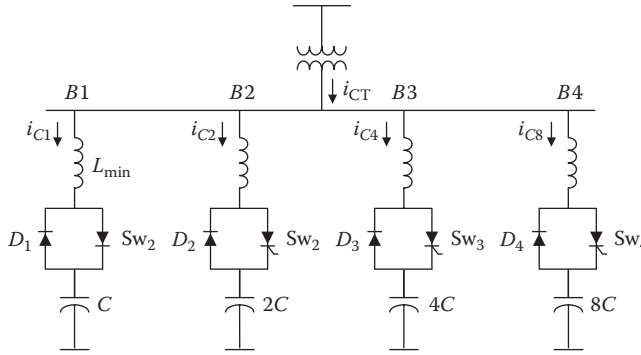 i_CT
B1 B2 B3 B4
i_C1 i_C2 i_C4 i_C8
L_min
D_1 Sw_2 D_2 Sw_2 D_3 Sw_3 D_4
C 2C 4C 8C